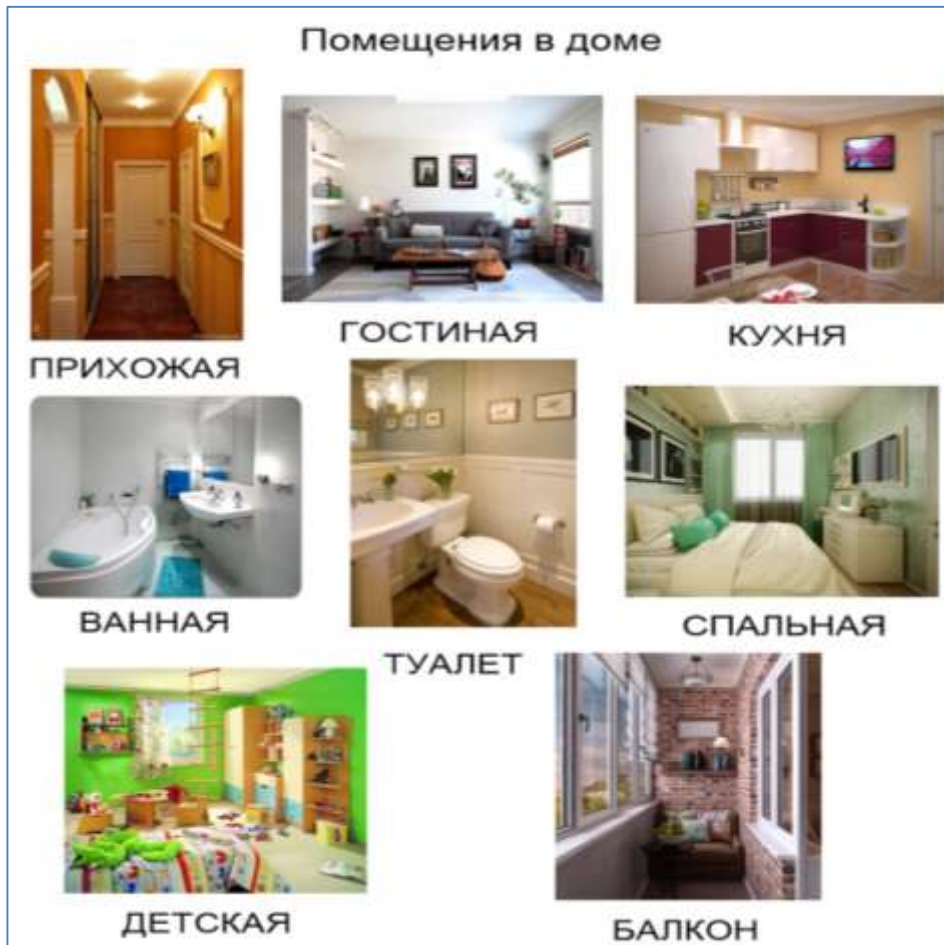 Помещения в доме
ПРИХОЖАЯ
ГОСТИНАЯ
КУХНЯ
ВАННАЯ
ТУАЛЕТ
СПАЛЬНАЯ
ДЕТСКАЯ
БАЛКОН